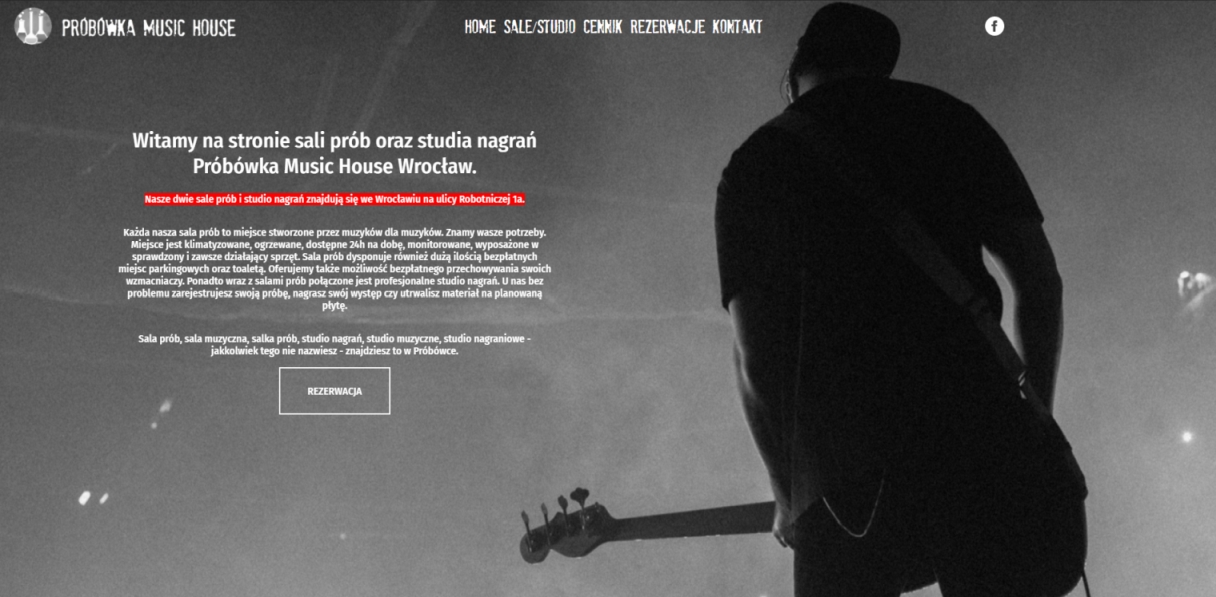 PRÓBÓWKA MUSIC HOUSE
HOME SALE/STUDIO CENNIK REZERWACJE KONTAKT
Witamy na stronie sali prób oraz studia nagrań
Próbówka Music House Wrocław.
Nasze dwie sale prób i studio nagrań znajdują się we Wrocławiu na ulicy Robotniczej 1a.
Każda nasza sala prób to miejsce stworzone przez muzyków dla muzyków. Znamy wasze potrzeby.
Miejsce jest klimatyzowane, ogrzewane, dostępne 24h na dobę, monitorowane, wyposażone w
sprawdzony i zawsze działający sprzęt. Sala prób dysponuje również dużą ilością bezpłatnych
miejsc parkingowych oraz toaletą. Oferujemy także możliwość bezpłatnego przechowywania swoich
wzmacniaczy. Ponadto wraz z salami prób połączone jest profesjonalne studio nagrań. U nas bez
problemu zarejestrujesz swoją próbę, nagrasz swój występ czy utrwalisz materiał na planowaną
płytę.
Sala prób, sala muzyczna, salka prób, studio nagrań, studio muzyczne, studio nagraniowe -
jakkolwiek tego nie nazwiesz - znajdziesz to w Próbówce.
REZERWACJA